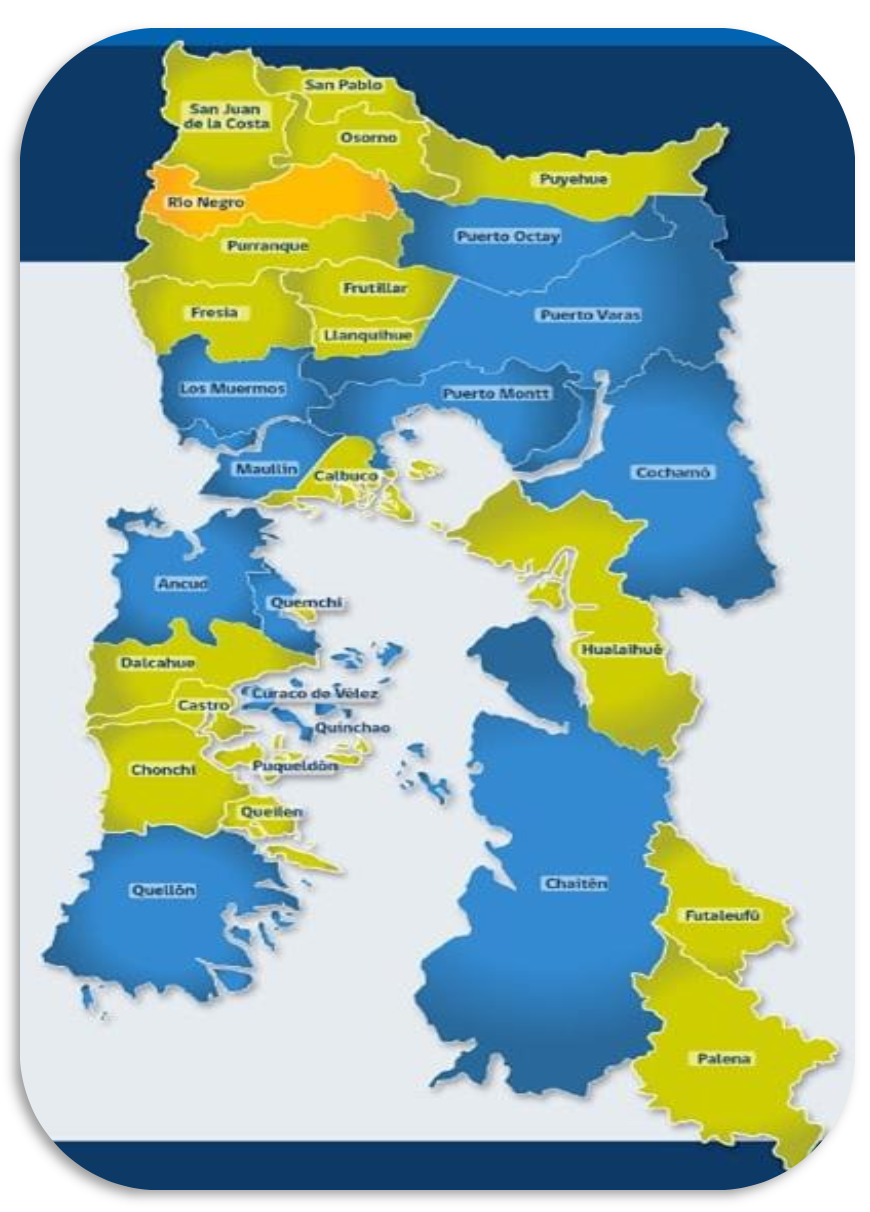 San Pablo
San Juan
de la Costa
Osorno
Puyehue
Río Negro
Puerto Octay
Purranque
Frutillar
Fresia
Puerto Varas
Llanquihue
Los Muermos
Puerto Montt
Maullín
Calbuco
Cochamó
Ancud
Quemchi
Hualaihué
Dalcahue
Curaco de Vélez
Castro
Quinchao
Chonchi
Puqueldón
Queilen
Quellón
Chaitén
Futaleufú
Palena